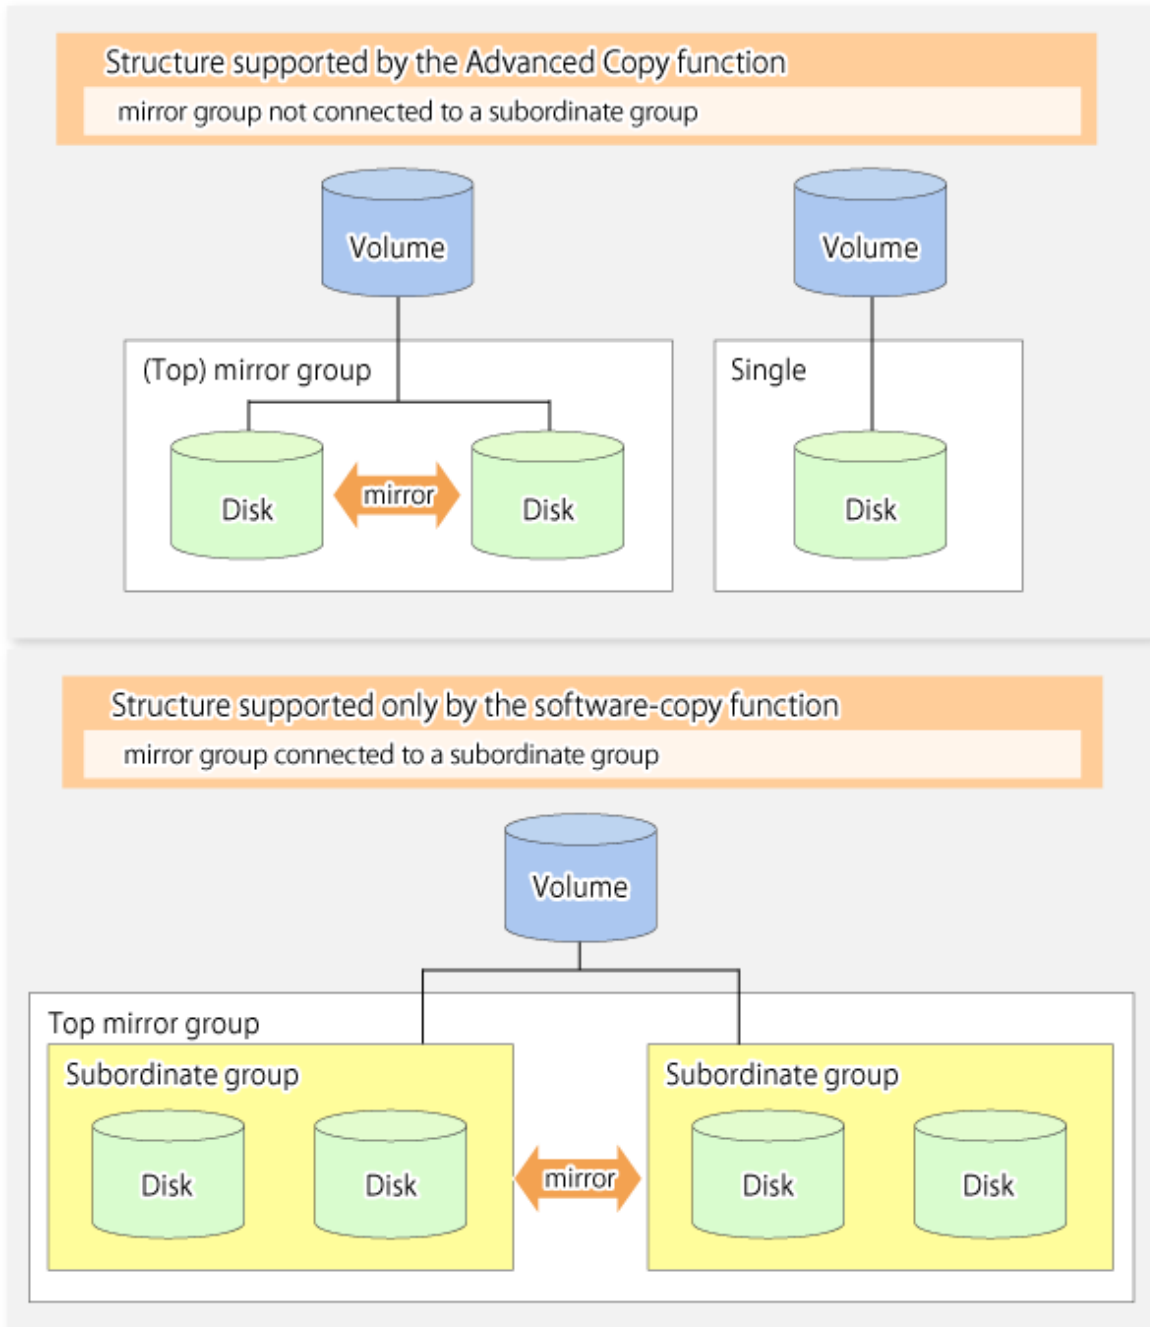 Structure supported by the Advanced Copy function
mirror group not connected to a subordinate group
Volume
Volume
(Top) mirror group
Single
Disk
mirror
Disk
Disk
Structure supported only by the software-copy function
mirror group connected to a subordinate group
Volume
Top mirror group
Subordinate group
Subordinate group
Disk
Disk
mirror
Disk
Disk